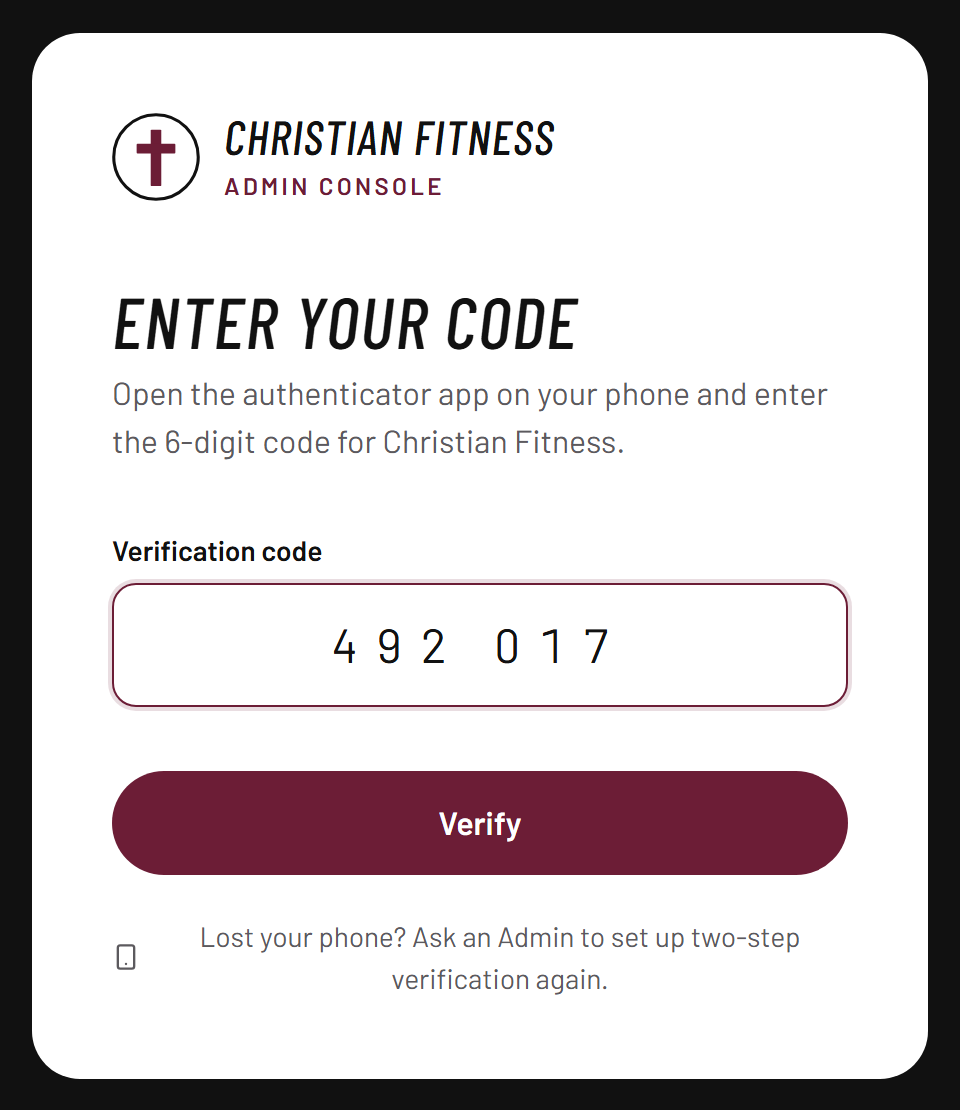 CHRISTIAN FITNESS
ADMIN CONSOLE
ENTER YOUR CODE
Open the authenticator app on your phone and enter
the 6-digit code for Christian Fitness.
Verification code
492 017
Verify
Lost your phone? Ask an Admin to set up two-step
verification again.